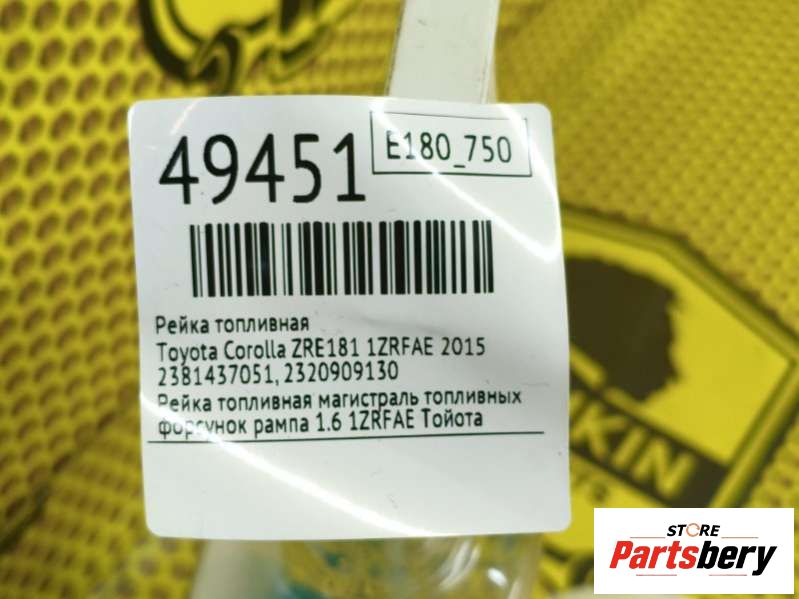 49451
E180_750
Рейка топливная
Toyota Corolla ZRE181 1ZRFAE 2015
2381437051, 2320909130
Рейка топливная магистраль топливных
форсунок рампа 1.6 1ZRFAE Тойота
STORE
Partsbery